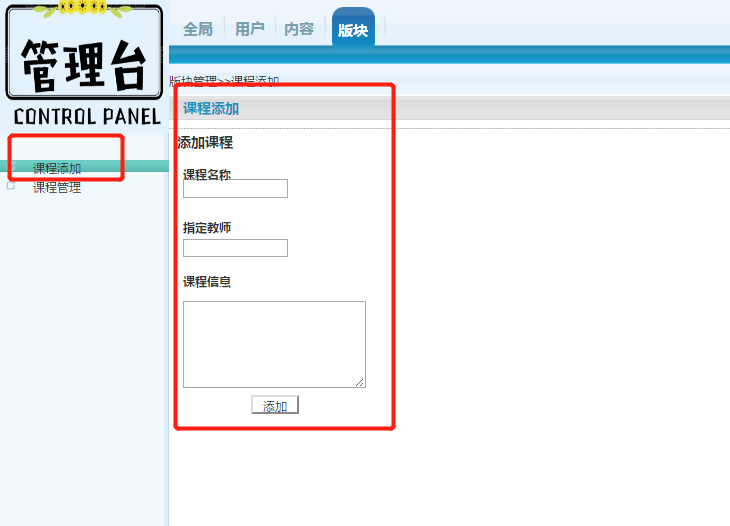 管理台
CONTROL PANEL
全局 用户 内容 版块
版块管理>>课程添加
课程添加
课程管理
课程添加
添加课程
课程名称
指定教师
课程信息
添加